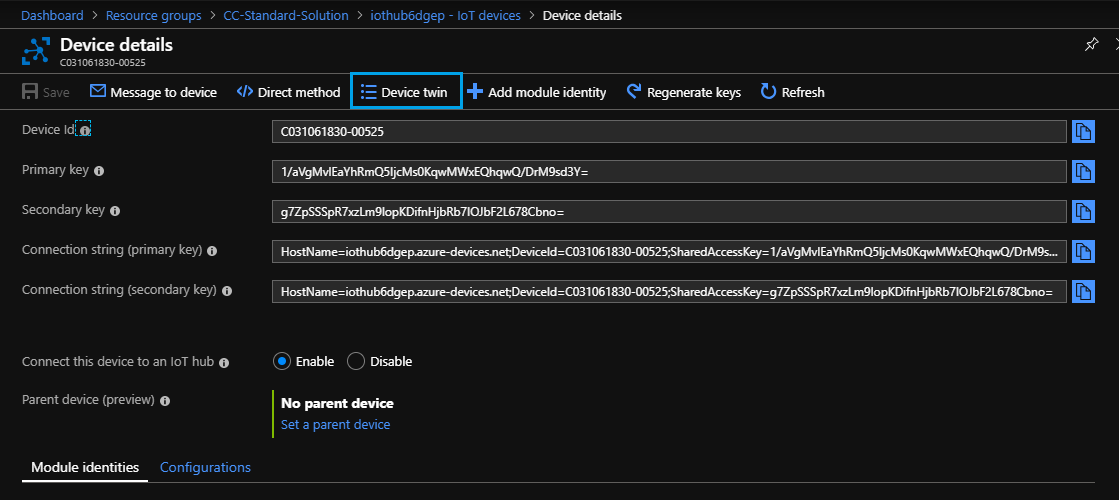 Dashboard > Resource groups > CC-Standard-Solution > iothub6dgep - IoT devices > Device details
Device details
C031061830-00525
Save Message to device Direct method Device twin Add module identity Regenerate keys Refresh
Device Id C031061830-00525
Primary key 1/aVgMvIEaYhRmQ5IjcMs0KqwMWxEQhqwQ/DrM9sd3Y=
Secondary key g7ZpSSSpR7xzLm9IopKDifnHjbRb7IOJbF2L678Cbno=
Connection string (primary key) HostName=iothub6dgep.azure-devices.net;DeviceId=C031061830-00525;SharedAccessKey=1/aVgMvIEaYhRmQ5IjcMs0KqwMWxEQhqwQ/DrM9s...
Connection string (secondary key) HostName=iothub6dgep.azure-devices.net;DeviceId=C031061830-00525;SharedAccessKey=g7ZpSSSpR7xzLm9IopKDifnHjbRb7IOJbF2L678Cbno=
Connect this device to an IoT hub Enable Disable
Parent device (preview) No parent device
Set a parent device
Module identities Configurations